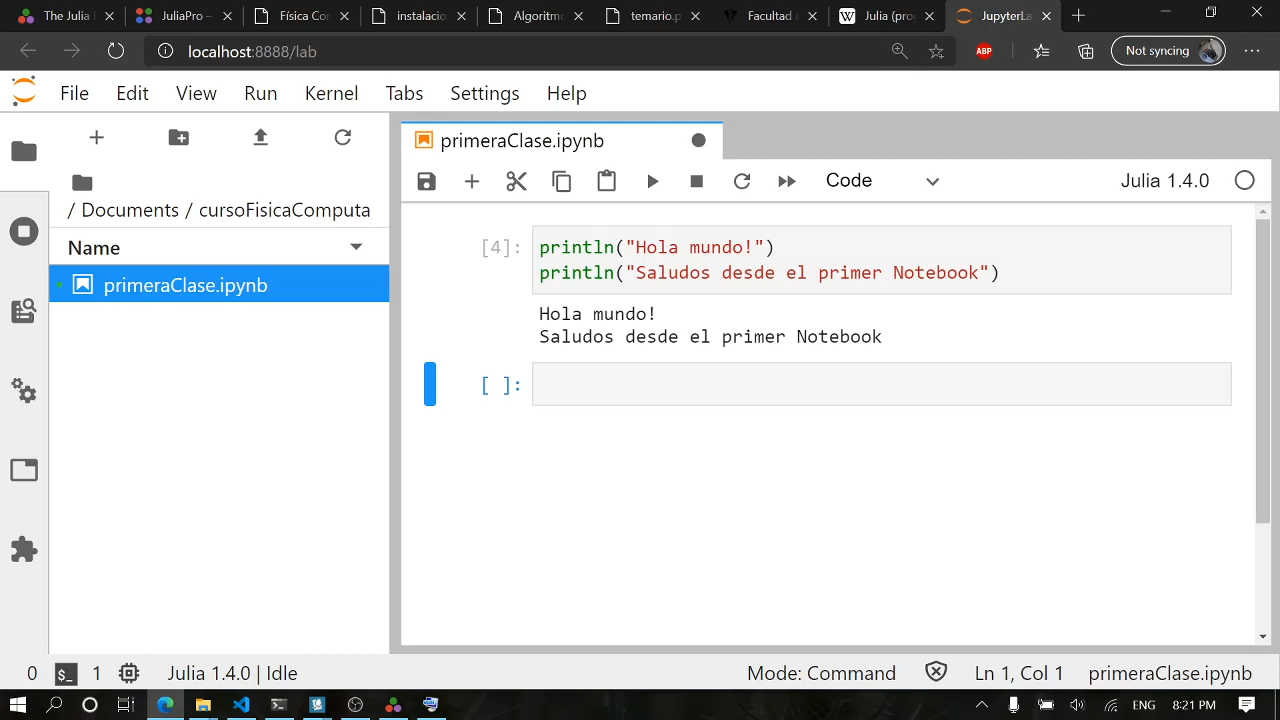 The Julia
JuliaPro –
Física Cor
instalacio
Algoritmo
temario.p
Facultad
Julia (pro
JupyterLa
localhost:8888/lab
ABP
Not syncing
File Edit View Run Kernel Tabs Settings Help
primeraClase.ipynb
Code
Julia 1.4.0
/ Documents / cursoFisicaComputa
Name
primeraClase.ipynb
[4]:
println("Hola mundo!")
println("Saludos desde el primer Notebook")
Hola mundo!
Saludos desde el primer Notebook
[ ]:
0
$_
1
Julia 1.4.0 | Idle
Mode: Command
Ln 1, Col 1
primeraClase.ipynb
ENG
8:21 PM